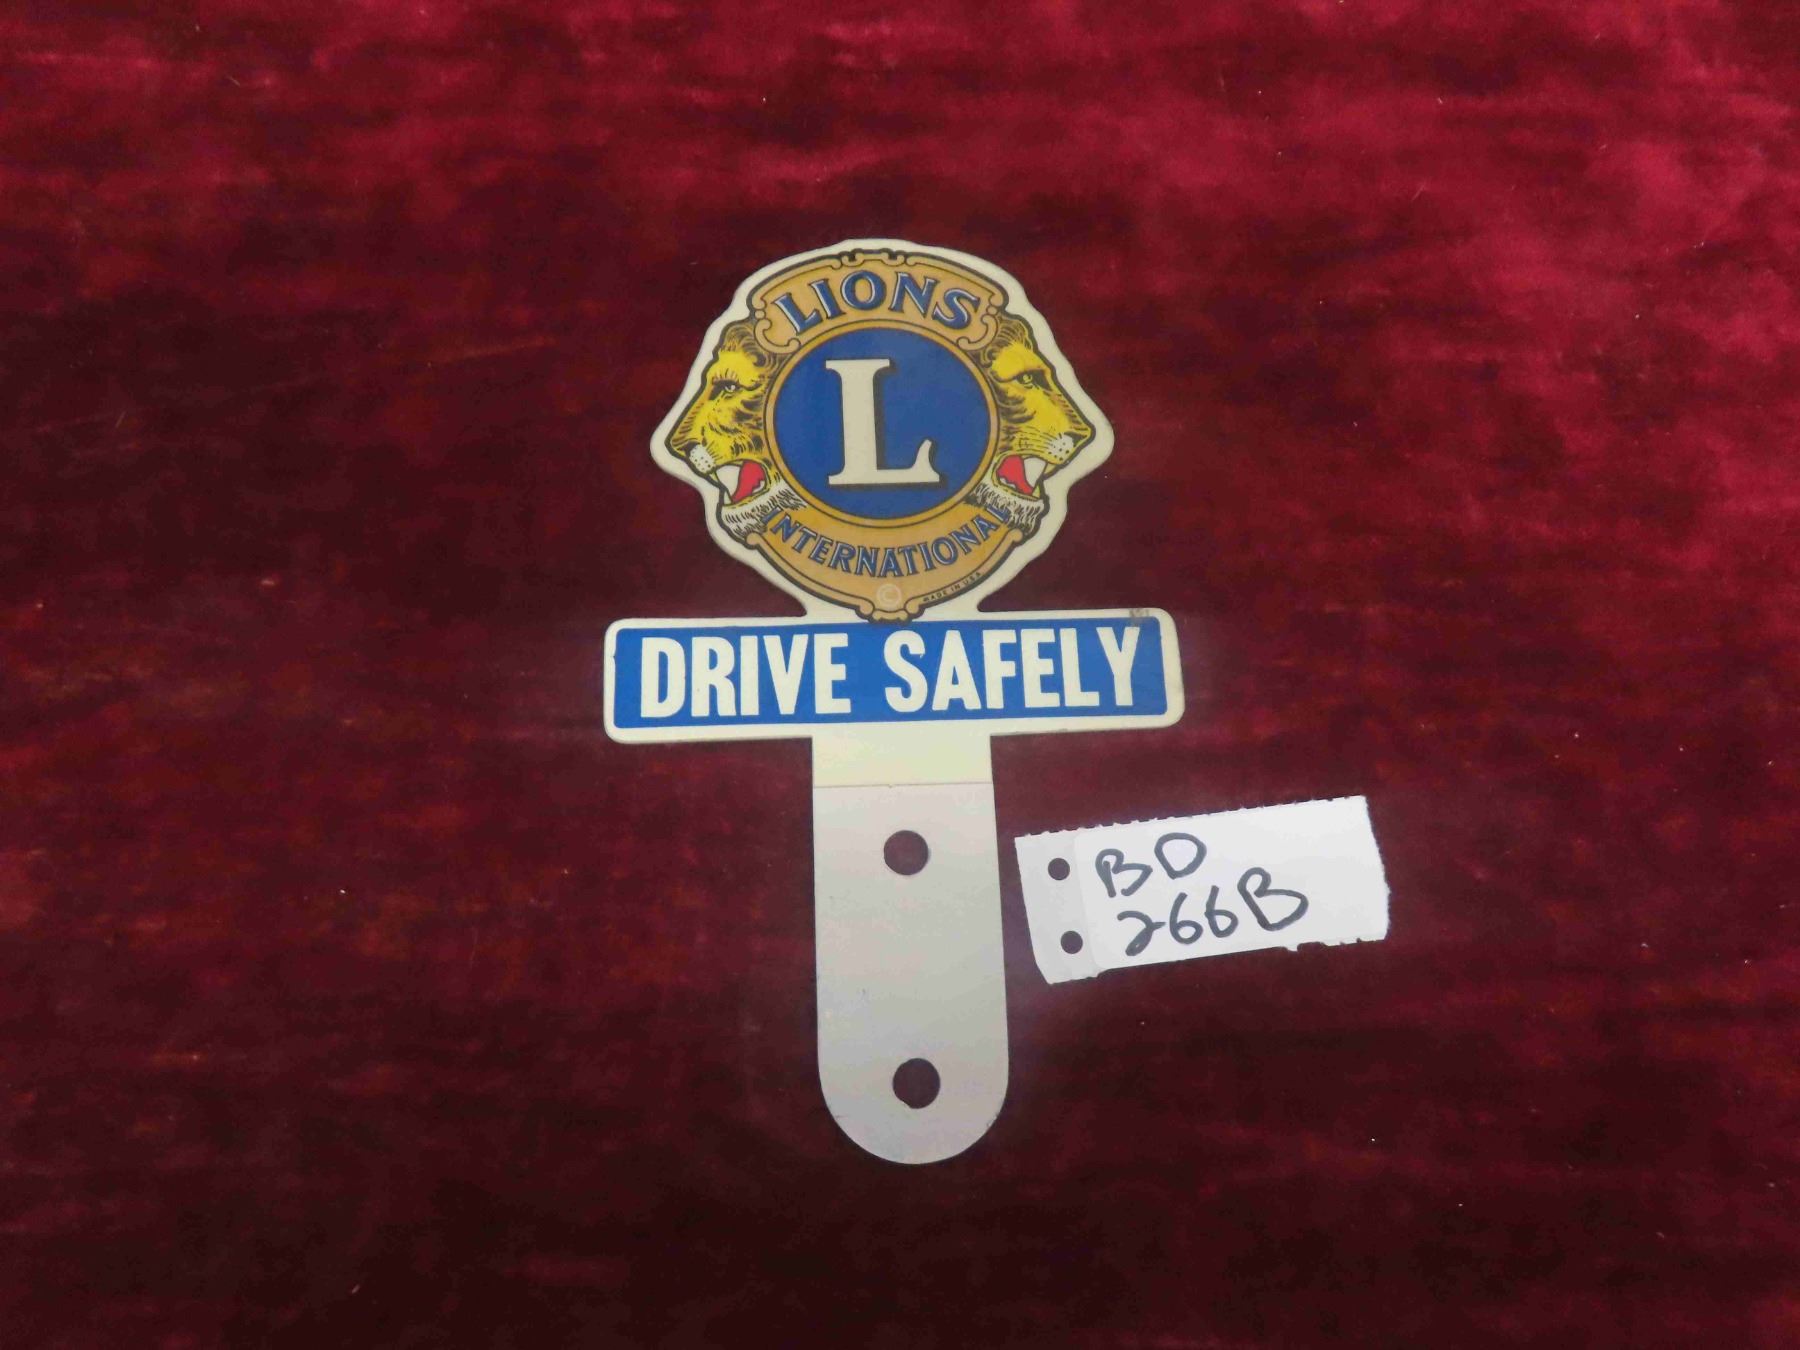 LIONS
L
INTERNATIONAL
©
MADE IN USA
DRIVE SAFELY
BD
266B